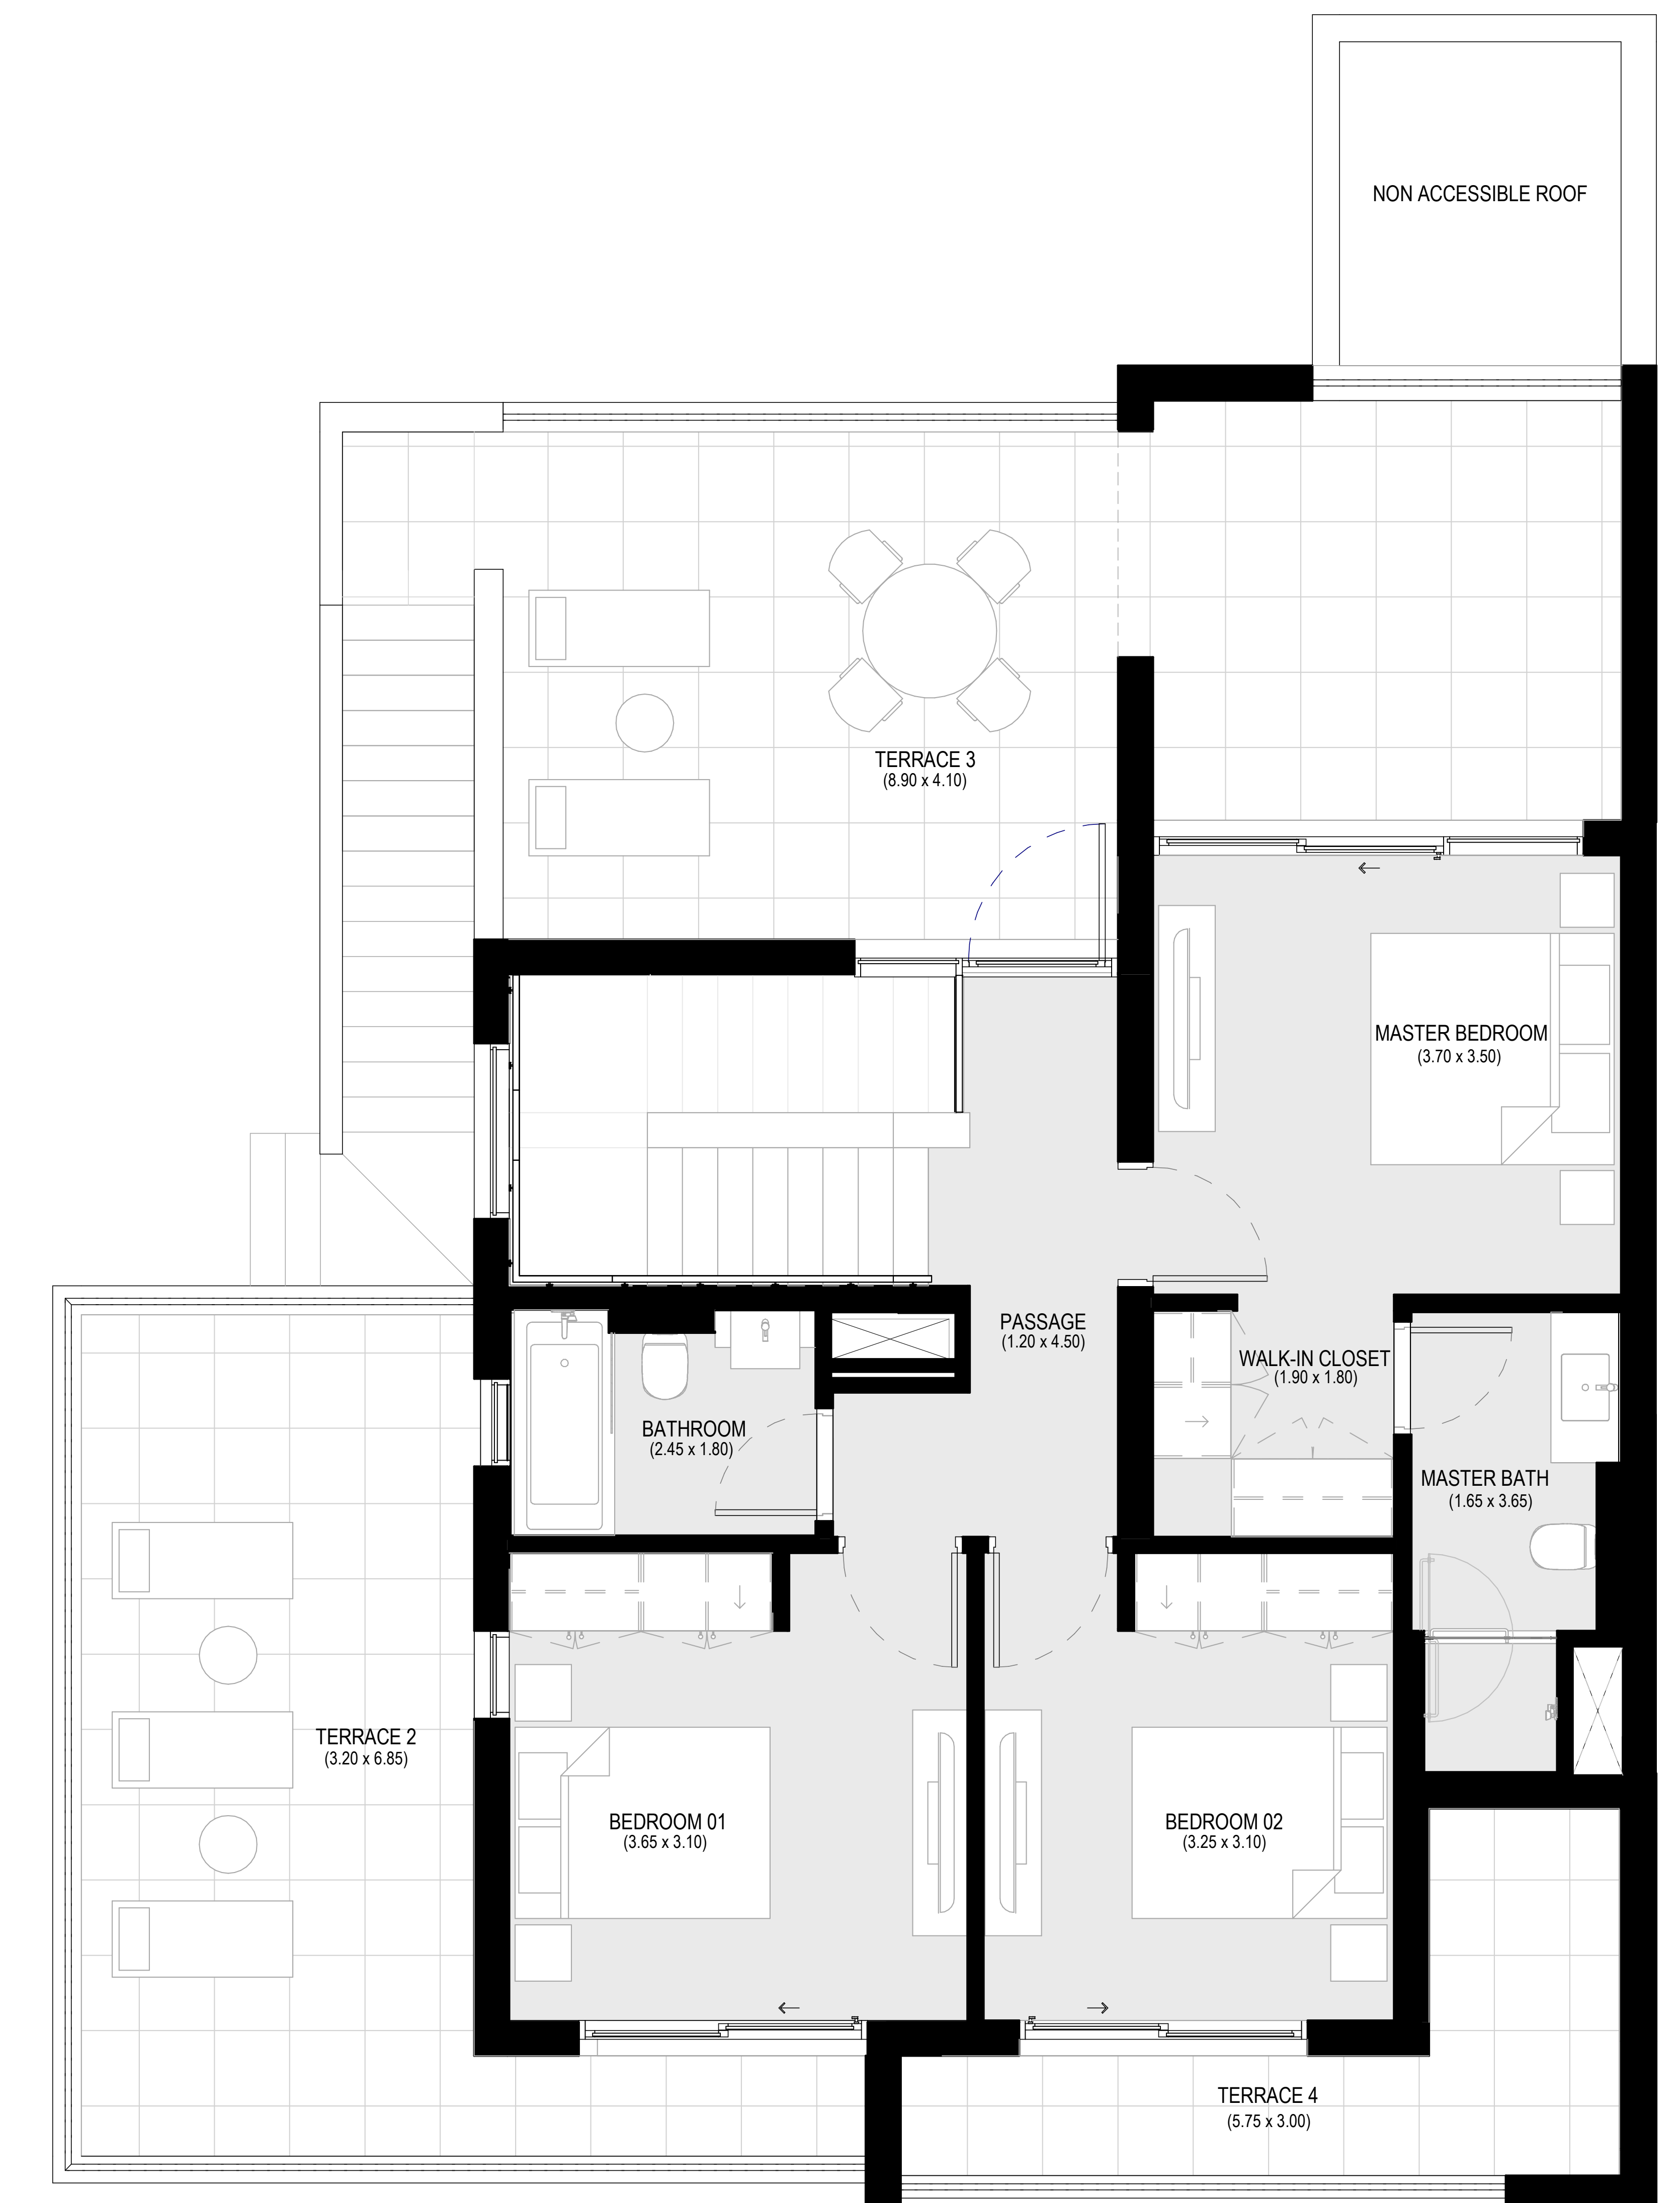 NON ACCESSIBLE ROOF
TERRACE 3
(8.90 x 4.10)
MASTER BEDROOM
(3.70 x 3.50)
PASSAGE
(1.20 x 4.50)
WALK-IN CLOSET
(1.90 x 1.80)
BATHROOM
(2.45 x 1.80)
MASTER BATH
(1.65 x 3.65)
TERRACE 2
(3.20 x 6.85)
BEDROOM 01
(3.65 x 3.10)
BEDROOM 02
(3.25 x 3.10)
TERRACE 4
(5.75 x 3.00)